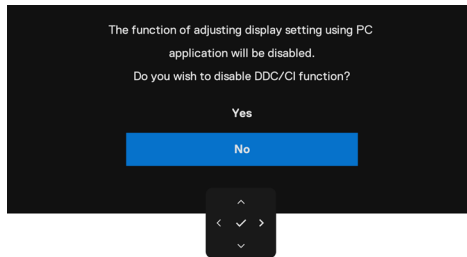 The function of adjusting display setting using PC
application will be disabled.
Do you wish to disable DDC/CI function?
Yes
No